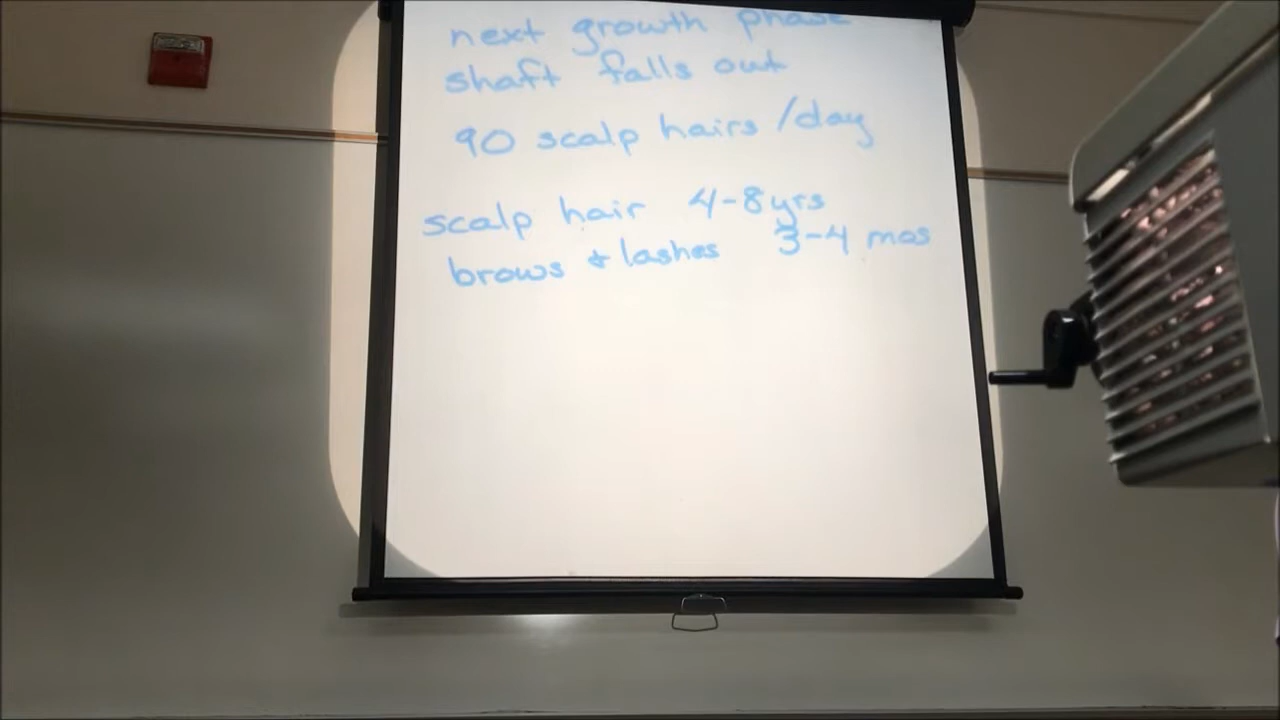 next growth phase
shaft falls out
90 scalp hairs /day
scalp hair 4-8yrs
brows & lashes 3-4 mos